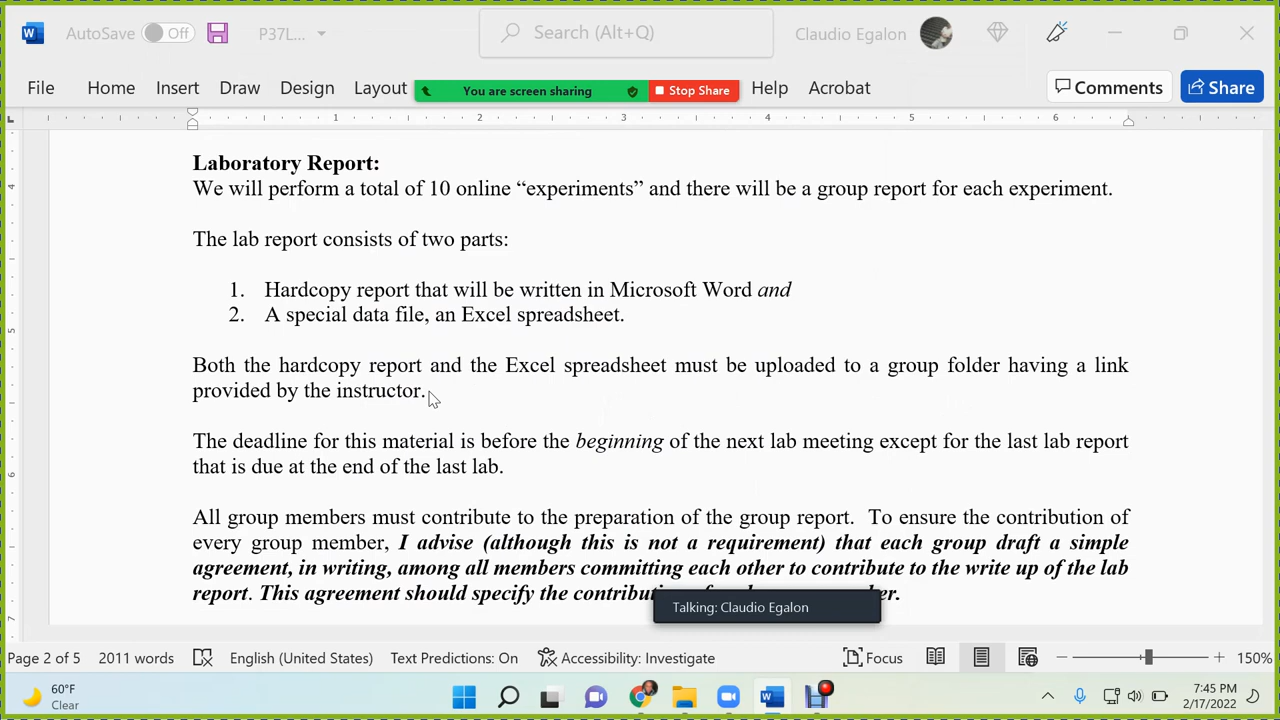 AutoSave Off P37L... Search (Alt+Q) Claudio Egalon
File Home Insert Draw Design Layout You are screen sharing Stop Share Help Acrobat Comments Share
1 2 3 4 5 6
Laboratory Report:
We will perform a total of 10 online “experiments” and there will be a group report for each experiment.
The lab report consists of two parts:
1. Hardcopy report that will be written in Microsoft Word and
2. A special data file, an Excel spreadsheet.
Both the hardcopy report and the Excel spreadsheet must be uploaded to a group folder having a link
provided by the instructor.
The deadline for this material is before the beginning of the next lab meeting except for the last lab report
that is due at the end of the last lab.
All group members must contribute to the preparation of the group report. To ensure the contribution of
every group member, I advise (although this is not a requirement) that each group draft a simple
agreement, in writing, among all members committing each other to contribute to the write up of the lab
report. This agreement should specify the
Talking: Claudio Egalon
Page 2 of 5 2011 words English (United States) Text Predictions: On Accessibility: Investigate Focus 150%
60°F
Clear
7:45 PM
2/17/2022